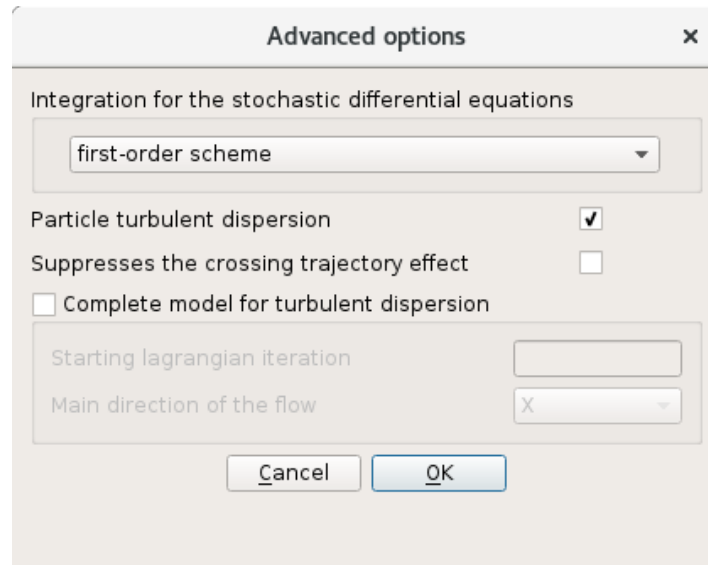 Advanced options
Integration for the stochastic differential equations
first-order scheme
Particle turbulent dispersion
Suppresses the crossing trajectory effect
Complete model for turbulent dispersion
Starting lagrangian iteration
Main direction of the flow X
Cancel OK